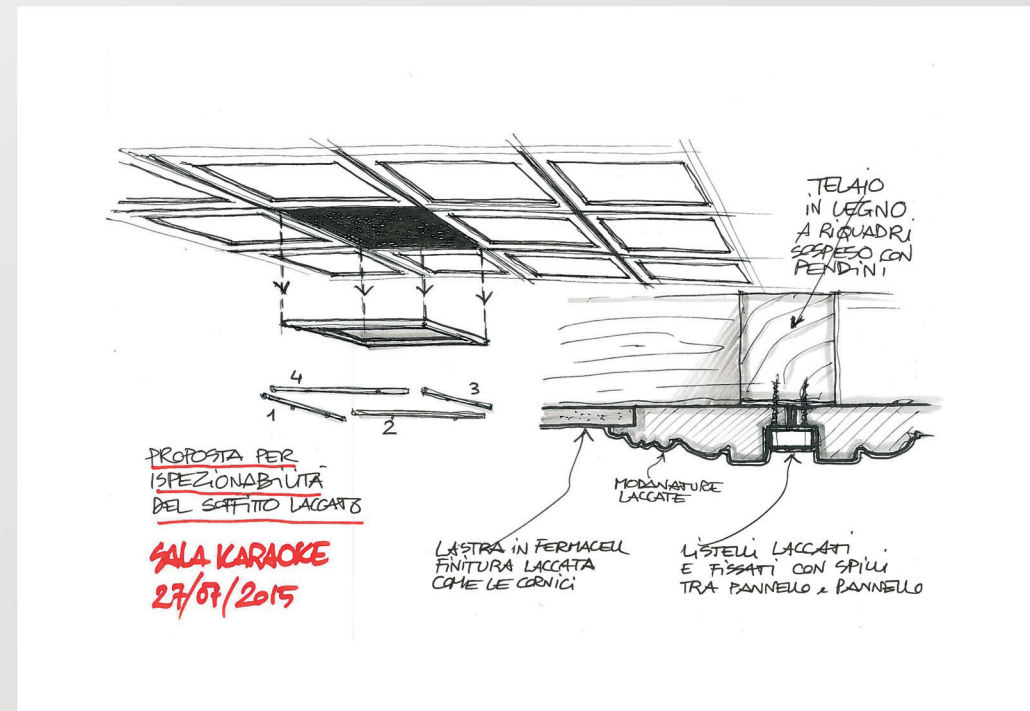 TELAIO
IN LEGNO
A RIQUADRI
SOSPESO CON
PENDINI
4
3
1
2
PROPOSTA PER
ISPEZIONABILITÀ
DEL SOFFITTO LACCATO
SALA KARAOKE
27/07/2015
MODANATURE
LACCATE
LASTRA IN FERMACELL
FINITURA LACCATA
COME LE CORNICI
LISTELLI LACCATI
E FISSATI CON SPILLI
TRA PANNELLO e PANNELLO